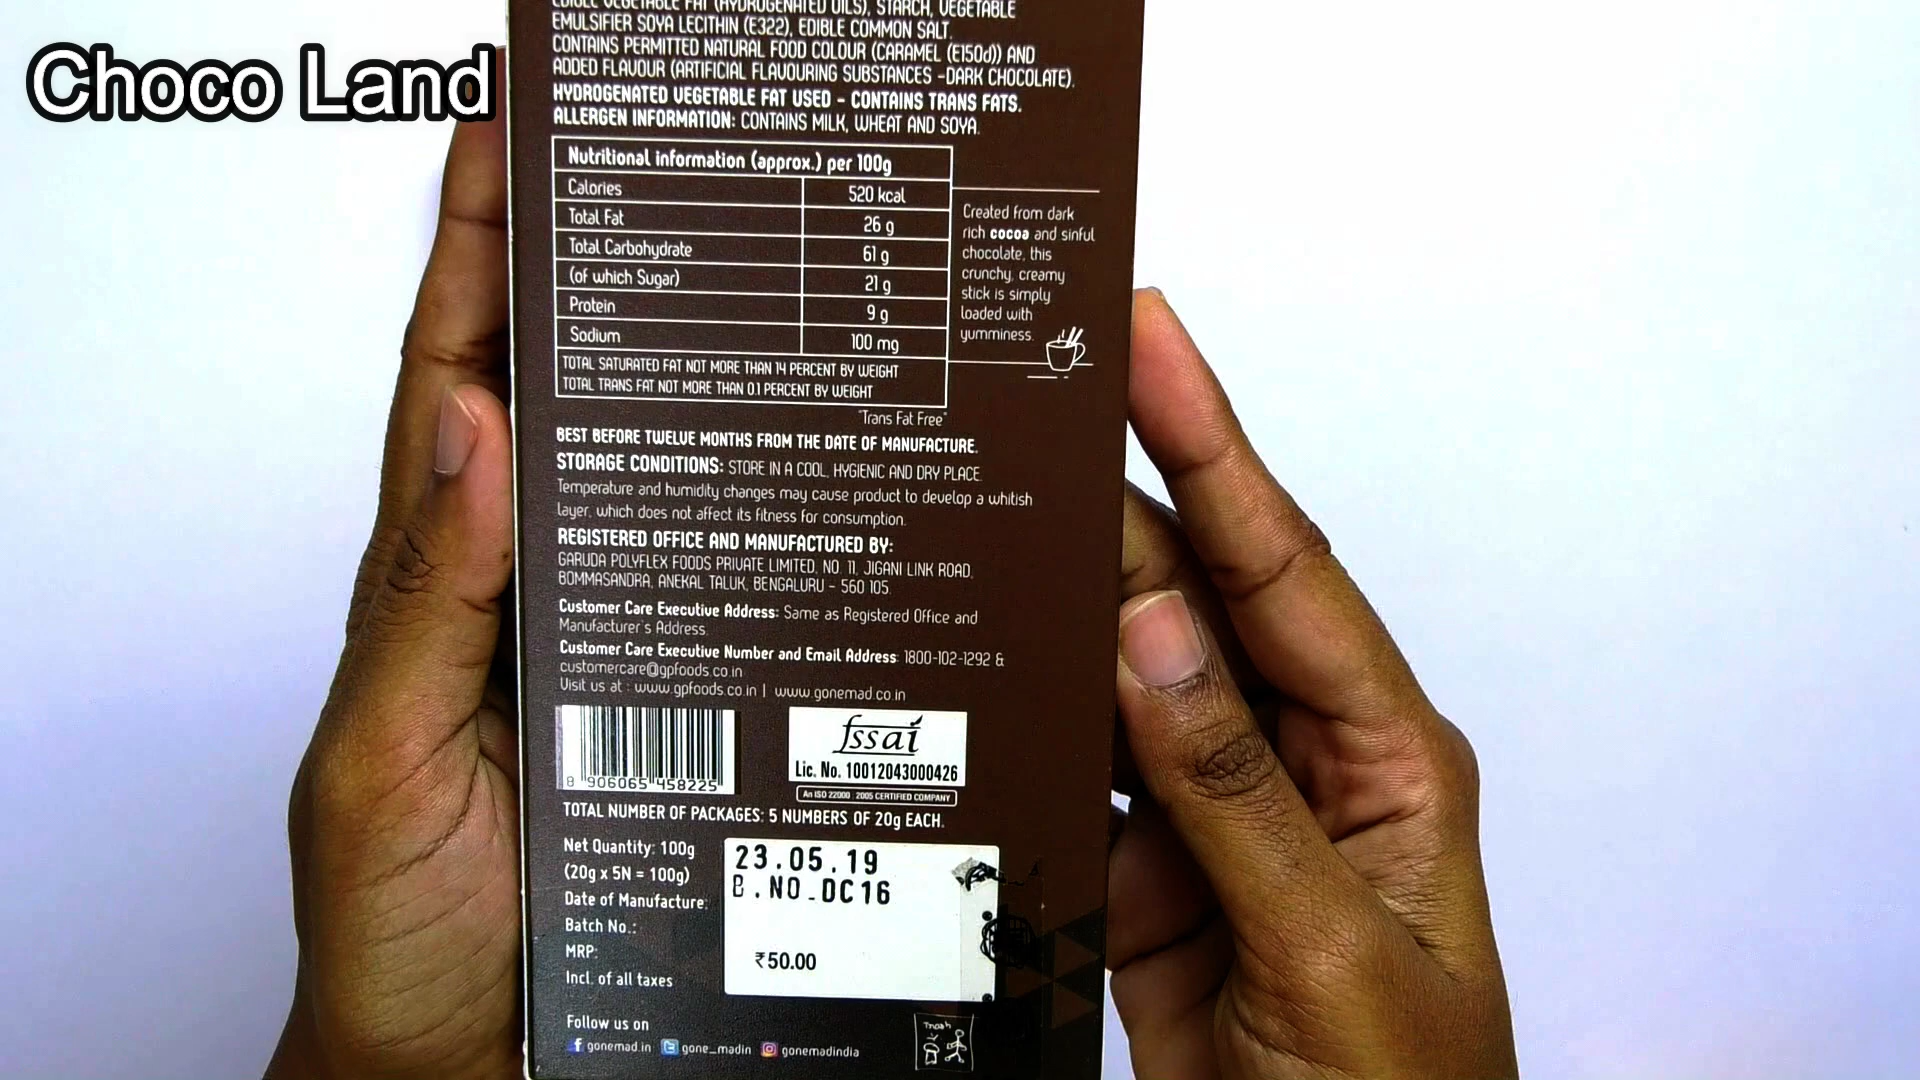 Choco Land
EDIBLE VEGETABLE FAT (HYDROGENATED OILS), STARCH, VEGETABLE
EMULSIFIER SOYA LECITHIN (E322), EDIBLE COMMON SALT.
CONTAINS PERMITTED NATURAL FOOD COLOUR (CARAMEL (E150d)) AND
ADDED FLAVOUR (ARTIFICIAL FLAVOURING SUBSTANCES -DARK CHOCOLATE).
HYDROGENATED VEGETABLE FAT USED - CONTAINS TRANS FATS.
ALLERGEN INFORMATION: CONTAINS MILK, WHEAT AND SOYA.
Nutritional information (approx.) per 100g
Calories 520 kcal
Total Fat 26 g
Total Carbohydrate 61 g
(of which Sugar) 21 g
Protein 9 g
Sodium 100 mg
TOTAL SATURATED FAT NOT MORE THAN 14 PERCENT BY WEIGHT
TOTAL TRANS FAT NOT MORE THAN 0.1 PERCENT BY WEIGHT
"Trans Fat Free"
Created from dark
rich cocoa and sinful
chocolate, this
crunchy, creamy
stick is simply
loaded with
yumminess.
BEST BEFORE TWELVE MONTHS FROM THE DATE OF MANUFACTURE.
STORAGE CONDITIONS: STORE IN A COOL, HYGIENIC AND DRY PLACE.
Temperature and humidity changes may cause product to develop a whitish
layer, which does not affect its fitness for consumption.
REGISTERED OFFICE AND MANUFACTURED BY:
GARUDA POLYFLEX FOODS PRIVATE LIMITED, NO. 11, JIGANI LINK ROAD,
BOMMASANDRA, ANEKAL TALUK, BENGALURU - 560 105.
Customer Care Executive Address: Same as Registered Office and
Manufacturer's Address.
Customer Care Executive Number and Email Address: 1800-102-1292 &
customercare@gpfoods.co.in
Visit us at : www.gpfoods.co.in | www.gonemad.co.in
8 906065 458225
fssai
Lic. No. 10012043000426
An ISO 22000 : 2005 CERTIFIED COMPANY
TOTAL NUMBER OF PACKAGES: 5 NUMBERS OF 20g EACH.
Net Quantity: 100g
(20g x 5N = 100g)
Date of Manufacture: 23.05.19
Batch No.: B.NO.DC16
MRP: ₹50.00
Incl. of all taxes
Follow us on
gonemad.in gone_madin gonemadindia
Trash